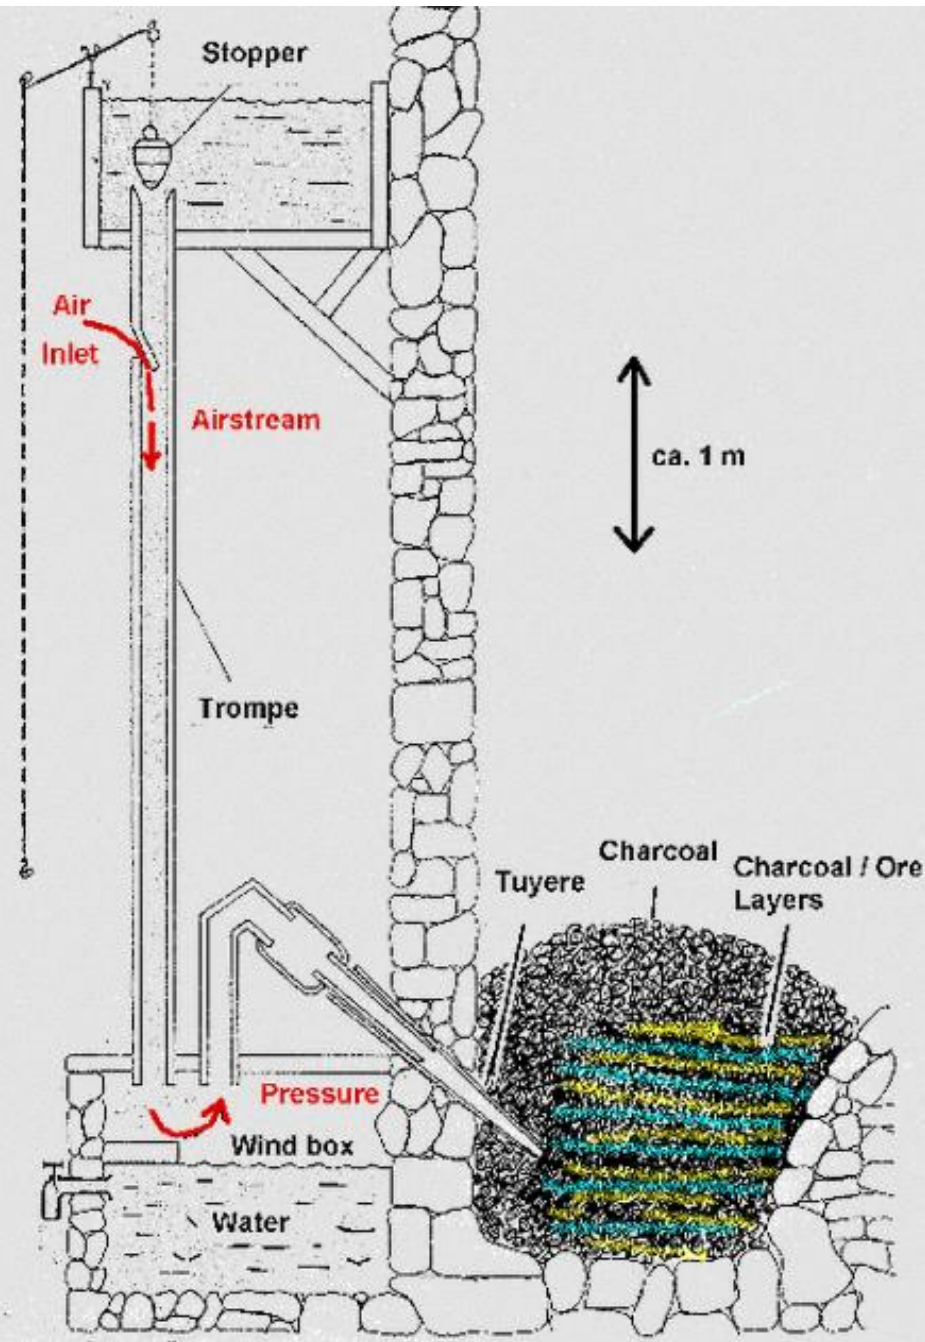 Stopper
Air
Inlet
Airstream
ca. 1 m
Trompe
Charcoal
Tuyere
Charcoal / Ore
Layers
Pressure
Wind box
Water